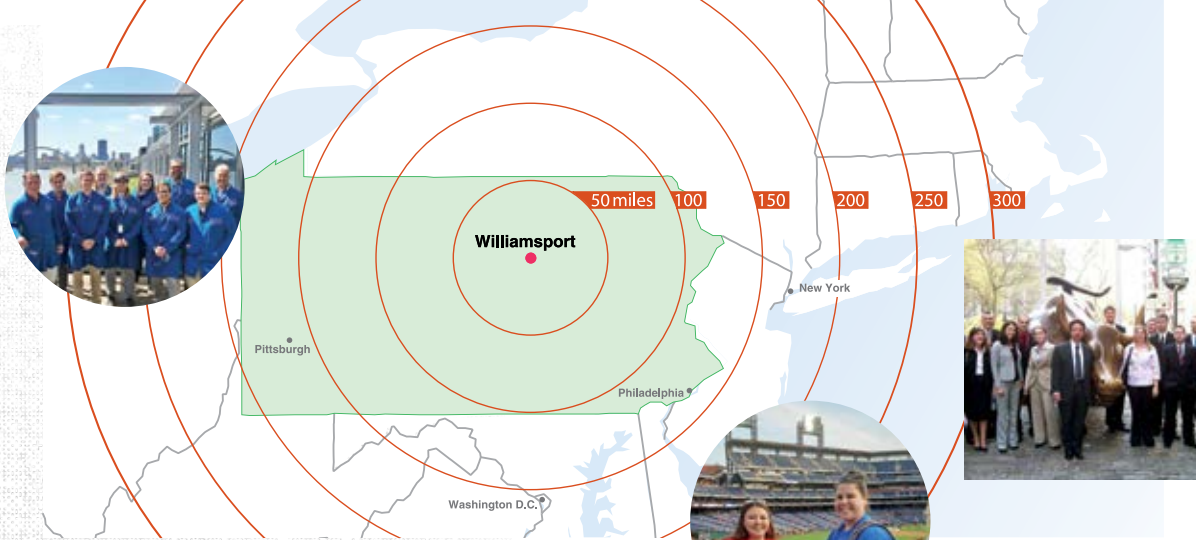 50 miles
100
150
200
250
300
Williamsport
New York
Pittsburgh
Philadelphia
Washington D.C.